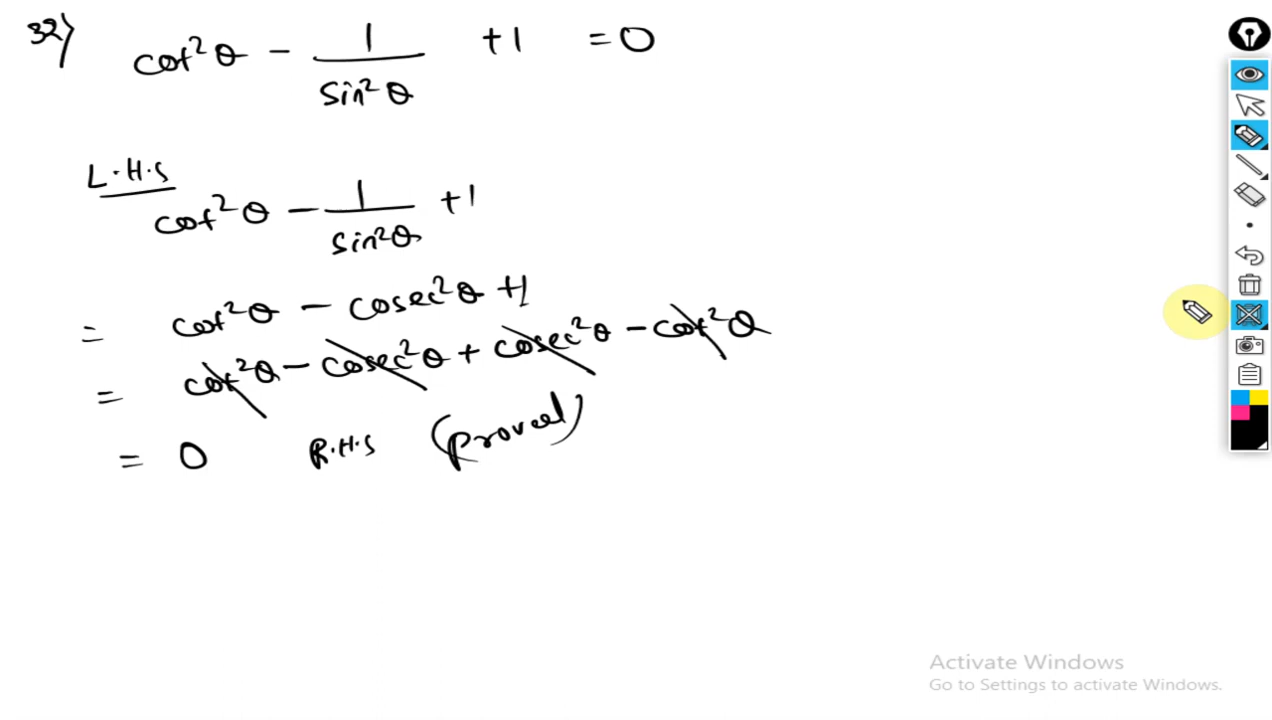 32) cot²θ - 1/sin²θ +1 = 0
L.H.S
cot²θ - 1/sin²θ +1
= cot²θ - cosec²θ +1
= cot²θ - cosec²θ + cosec²θ - cot²θ
= 0 R.H.S (proved)
Activate Windows
Go to Settings to activate Windows.